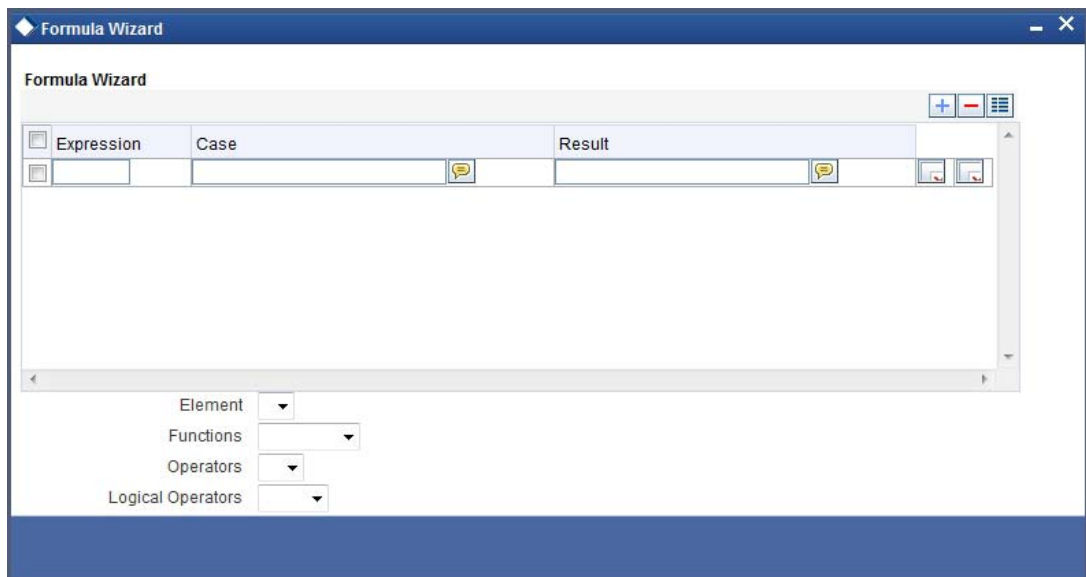 Formula Wizard
Formula Wizard
Expression Case Result
Element
Functions
Operators
Logical Operators